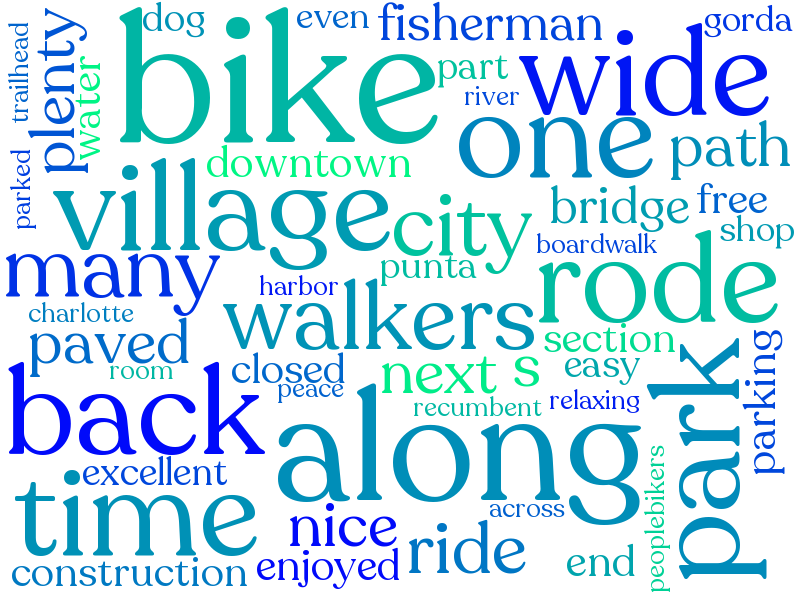 dog
even
fisherman
gorda
trailhead
plenty
water
bike
part
river
wide
one
path
parked
downtown
village
city
bridge
free
shop
boardwalk
many
punta
harbor
rode
charlotte
walkers
paved
section
room
closed
peace
next
s
easy
recumbent
relaxing
park
parking
back
along
excellent
time
across
peoplebikers
nice
ride
construction
enjoyed
end